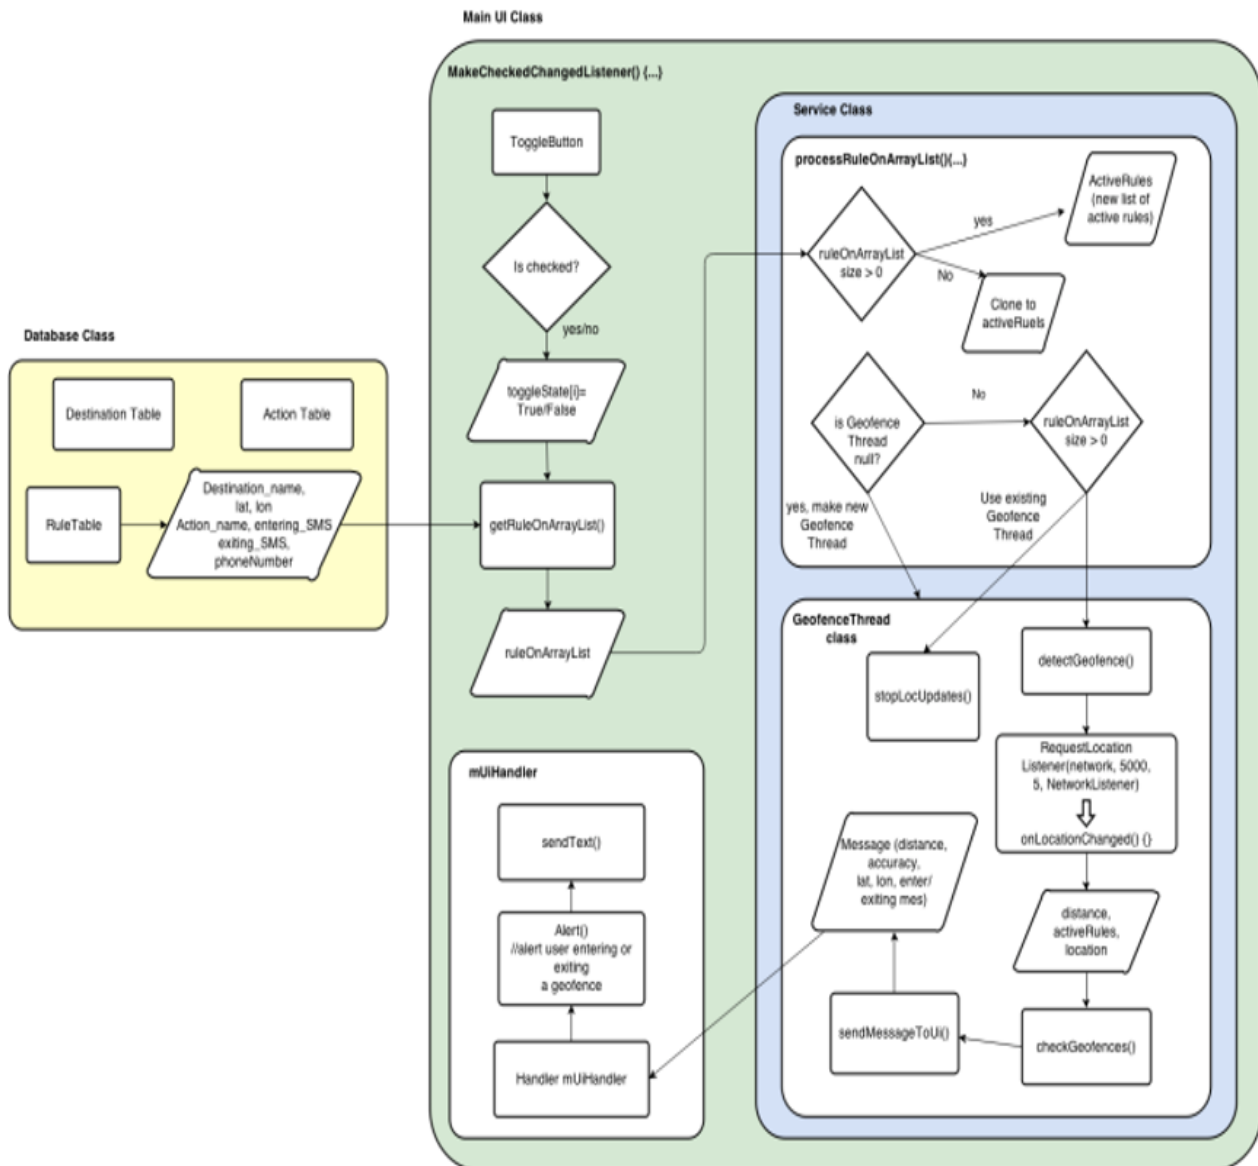 Main UI Class
MakeCheckedChangedListener() {...}
ToggleButton
Is checked?
yes/no
toggleState[i]=
True/False
getRuleOnArrayList()
ruleOnArrayList
Database Class
Destination Table
Action Table
RuleTable
Destination_name,
lat, lon
Action_name, entering_SMS
exiting_SMS,
phoneNumber
Service Class
processRuleOnArrayList(){...}
ruleOnArrayList
size > 0
yes
No
ActiveRules
(new list of
active rules)
Clone to
activeRuels
is Geofence
Thread
null?
No
ruleOnArrayList
size > 0
yes, make new
Geofence
Thread
Use existing
Geofence
Thread
GeofenceThread
class
stopLocUpdates()
detectGeofence()
RequestLocation
Listener(network, 5000,
5, NetworkListener)
onLocationChanged() {}
distance,
activeRules,
location
checkGeofences()
sendMessageToUi()
Message (distance,
accuracy,
lat, lon, enter/
exiting mes)
mUiHandler
sendText()
Alert()
//alert user entering or
exiting
a geofence
Handler mUiHandler